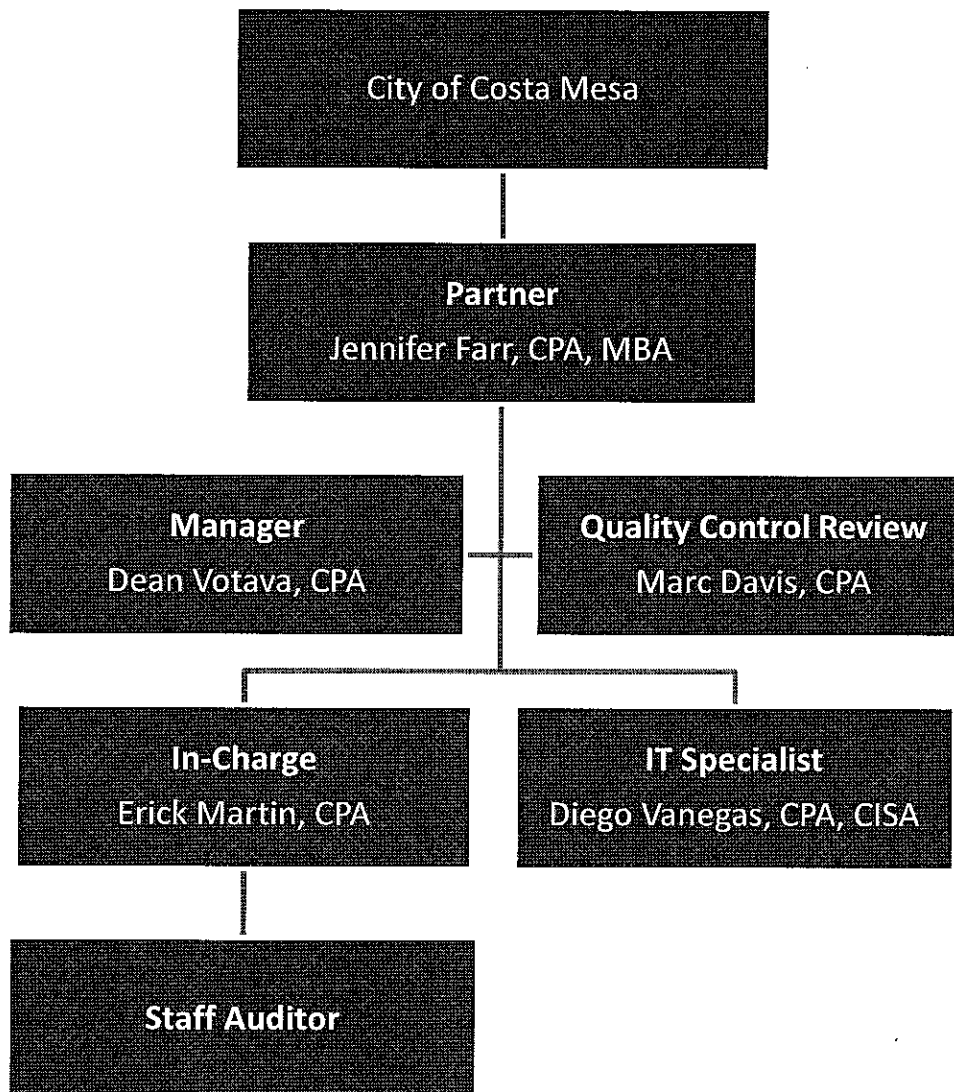 City of Costa Mesa
Partner
Jennifer Farr, CPA, MBA
Manager
Dean Votava, CPA
Quality Control Review
Marc Davis, CPA
In-Charge
Erick Martin, CPA
IT Specialist
Diego Vanegas, CPA, CISA
Staff Auditor